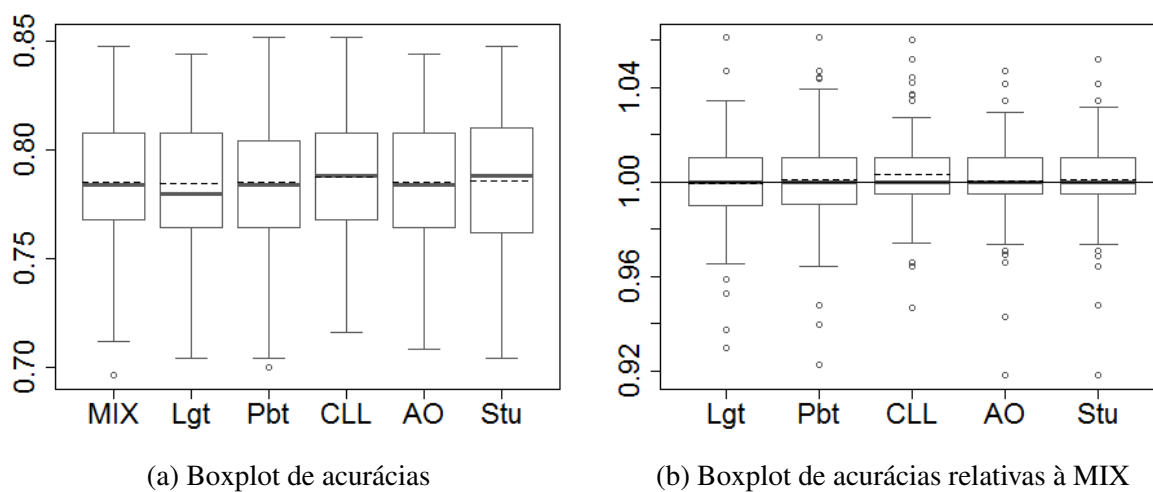 0.85
0.80
0.75
0.70
MIX Lgt Pbt CLL AO Stu
1.04
1.00
0.96
0.92
Lgt Pbt CLL AO Stu
(a) Boxplot de acurácias
(b) Boxplot de acurácias relativas à MIX